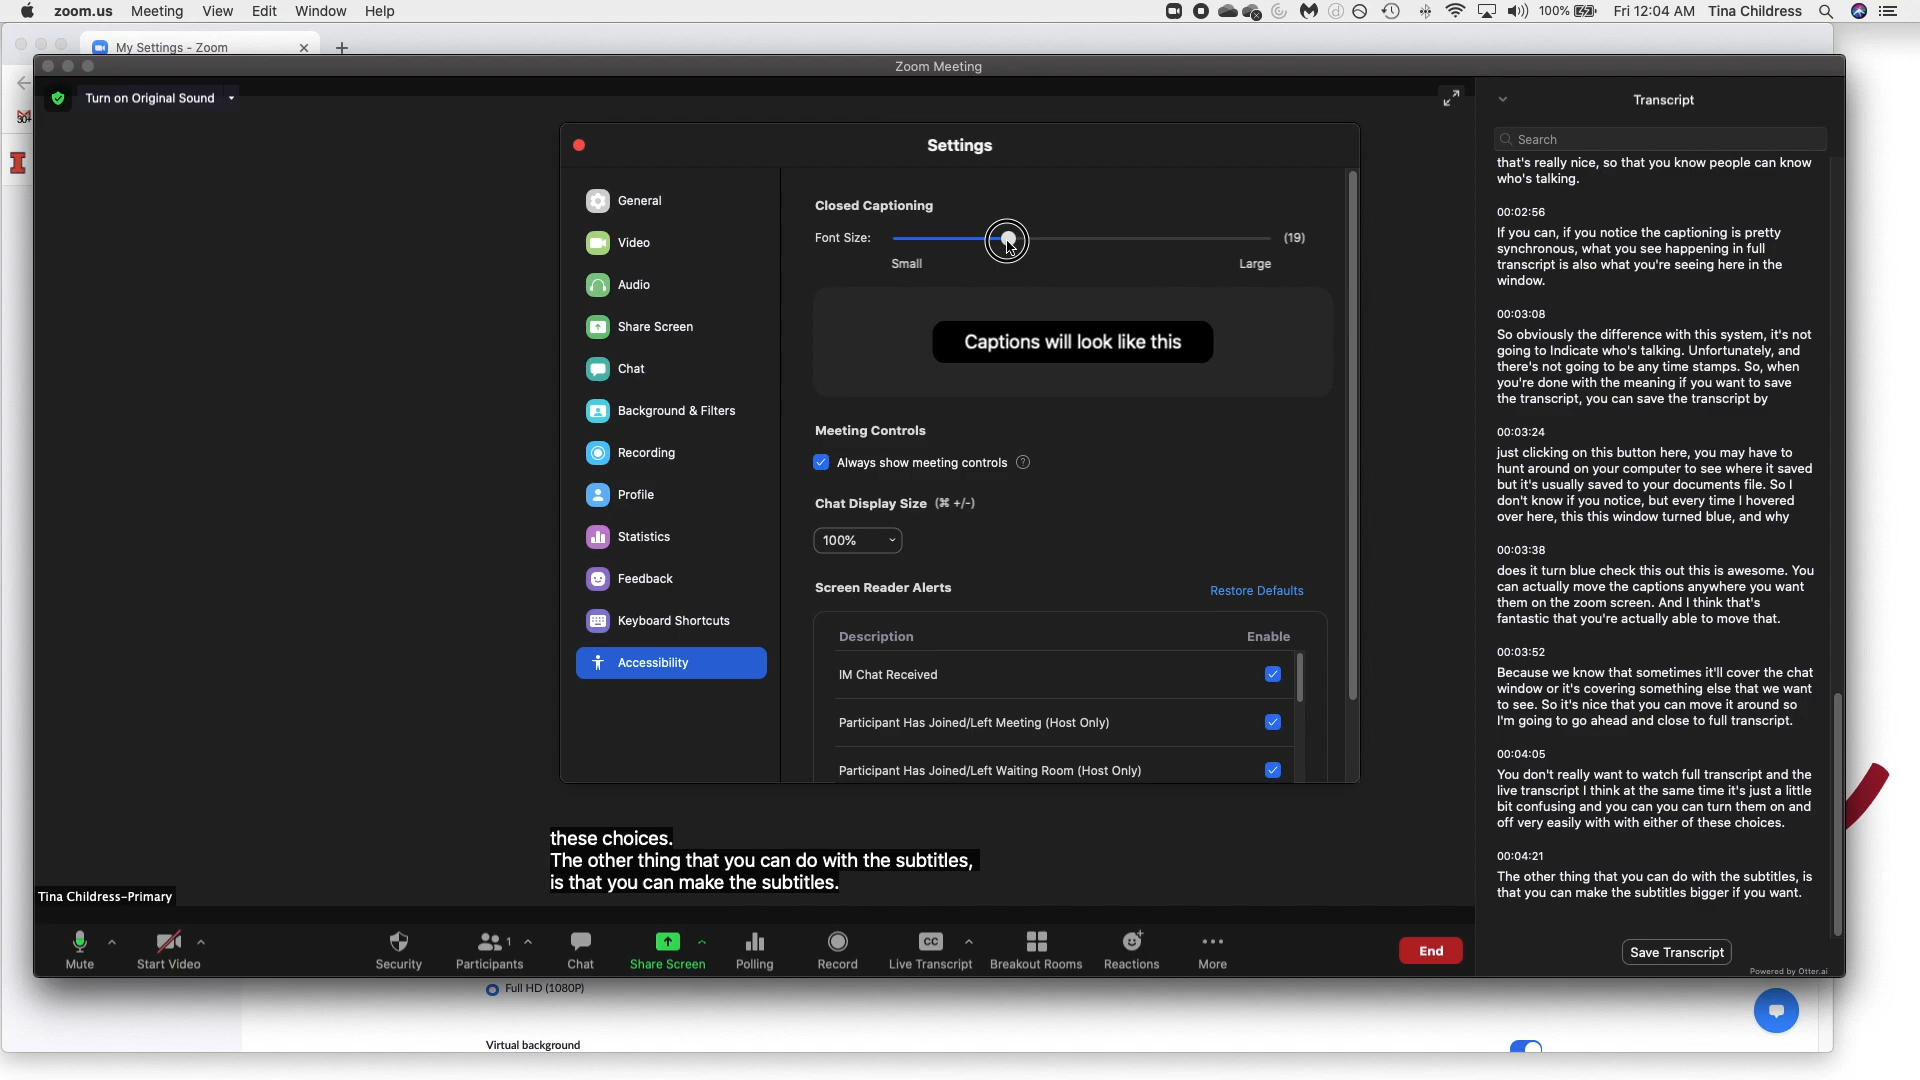 zoom.us Meeting View Edit Window Help
100% Fri 12:04 AM Tina Childress
My Settings - Zoom
Zoom Meeting
Turn on Original Sound
30+
Settings
General
Video
Audio
Share Screen
Chat
Background & Filters
Recording
Profile
Statistics
Feedback
Keyboard Shortcuts
Accessibility
Closed Captioning
Font Size: (19)
Small Large
Captions will look like this
Meeting Controls
Always show meeting controls ?
Chat Display Size (⌘ +/-)
100%
Screen Reader Alerts Restore Defaults
Description Enable
IM Chat Received
Participant Has Joined/Left Meeting (Host Only)
Participant Has Joined/Left Waiting Room (Host Only)
these choices.
The other thing that you can do with the subtitles,
is that you can make the subtitles.
Tina Childress-Primary
Mute
Start Video
Security
1
Participants
Chat
Share Screen
Polling
Record
CC
Live Transcript
Breakout Rooms
Reactions
More
End
Transcript
Search
that's really nice, so that you know people can know
who's talking.
00:02:56
If you can, if you notice the captioning is pretty
synchronous, what you see happening in full
transcript is also what you're seeing here in the
window.
00:03:08
So obviously the difference with this system, it's not
going to Indicate who's talking. Unfortunately, and
there's not going to be any time stamps. So, when
you're done with the meaning if you want to save
the transcript, you can save the transcript by
00:03:24
just clicking on this button here, you may have to
hunt around on your computer to see where it saved
but it's usually saved to your documents file. So I
don't know if you notice, but every time I hovered
over here, this this window turned blue, and why
00:03:38
does it turn blue check this out this is awesome. You
can actually move the captions anywhere you want
them on the zoom screen. And I think that's
fantastic that you're actually able to move that.
00:03:52
Because we know that sometimes it'll cover the chat
window or it's covering something else that we want
to see. So it's nice that you can move it around so
I'm going to go ahead and close to full transcript.
00:04:05
You don't really want to watch full transcript and the
live transcript I think at the same time it's just a little
bit confusing and you can you can turn them on and
off very easily with with either of these choices.
00:04:21
The other thing that you can do with the subtitles, is
that you can make the subtitles bigger if you want.
Save Transcript
Powered by Otter.ai
Full HD (1080P)
Virtual background